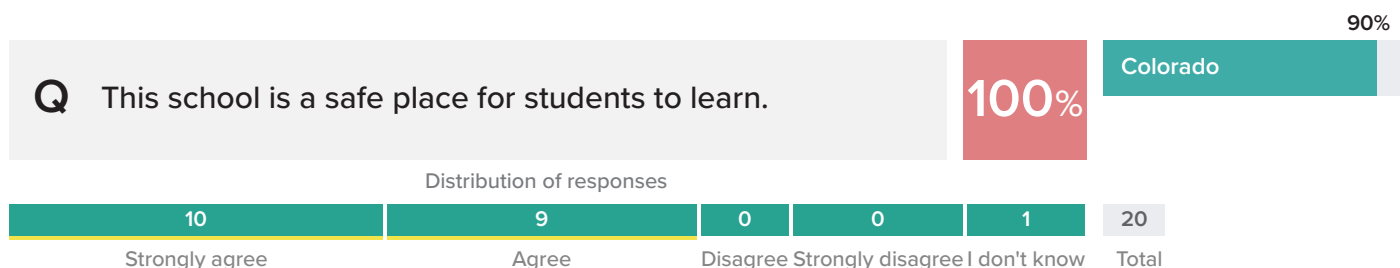 90%
Q This school is a safe place for students to learn. 100% Colorado
Distribution of responses
10 9 0 0 1 20
Strongly agree Agree Disagree Strongly disagree I don't know Total